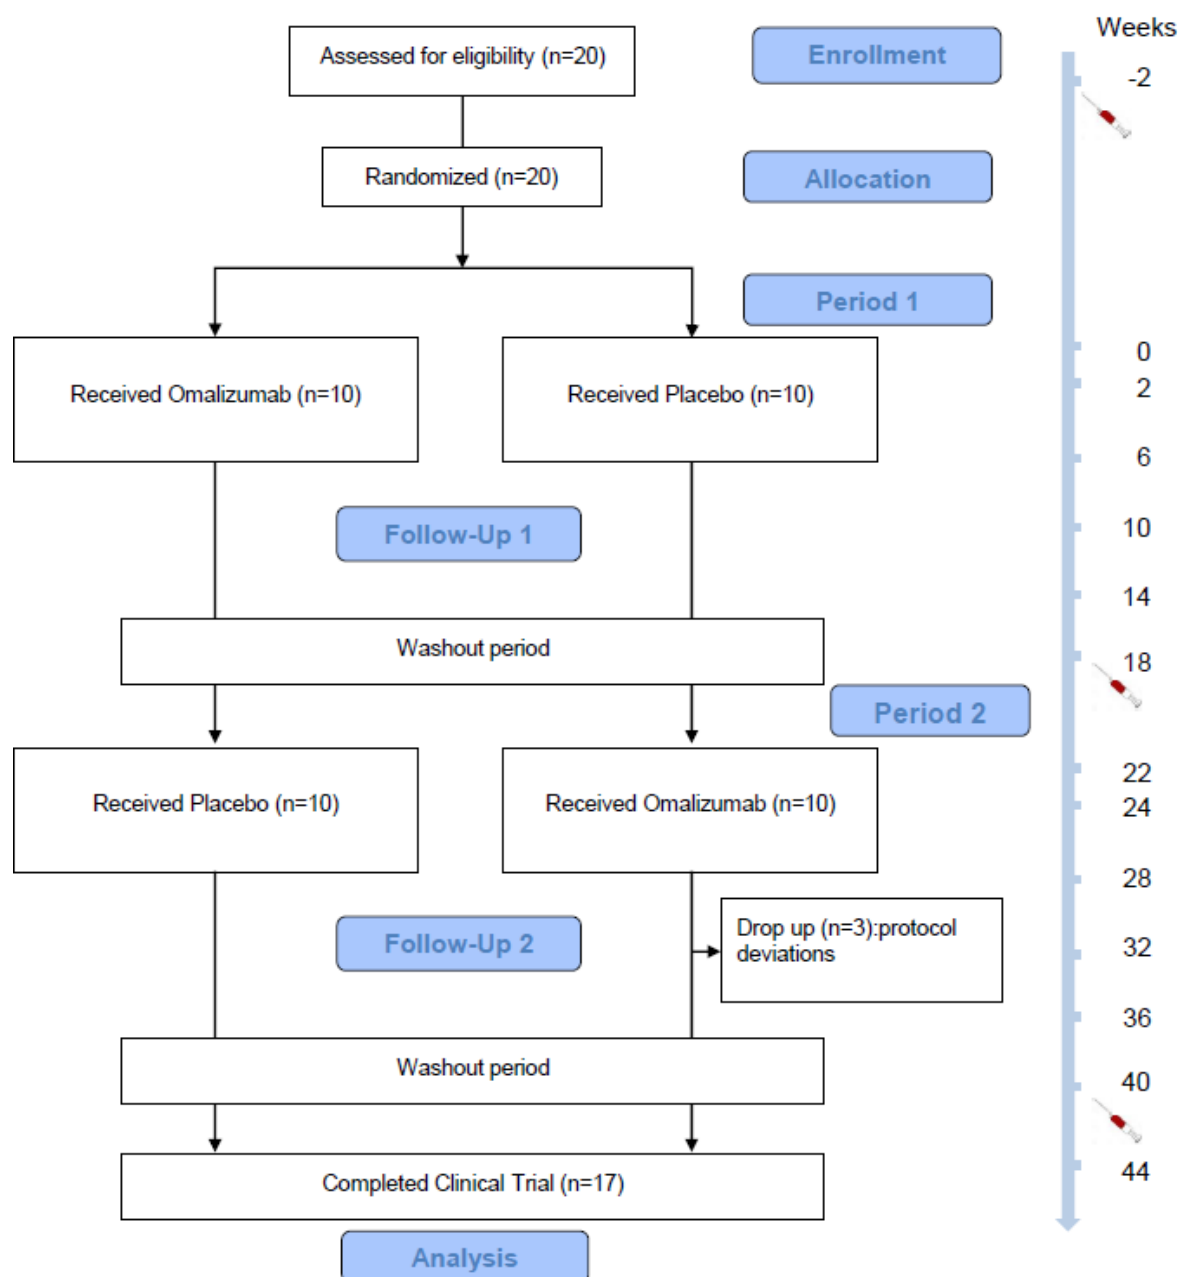 Weeks
Assessed for eligibility (n=20)
Enrollment
-2
Randomized (n=20)
Allocation
Period 1
0
Received Omalizumab (n=10)
Received Placebo (n=10)
2
6
Follow-Up 1
10
14
Washout period
18
Period 2
22
Received Placebo (n=10)
Received Omalizumab (n=10)
24
28
Drop up (n=3):protocol
deviations
Follow-Up 2
32
36
Washout period
40
44
Completed Clinical Trial (n=17)
Analysis